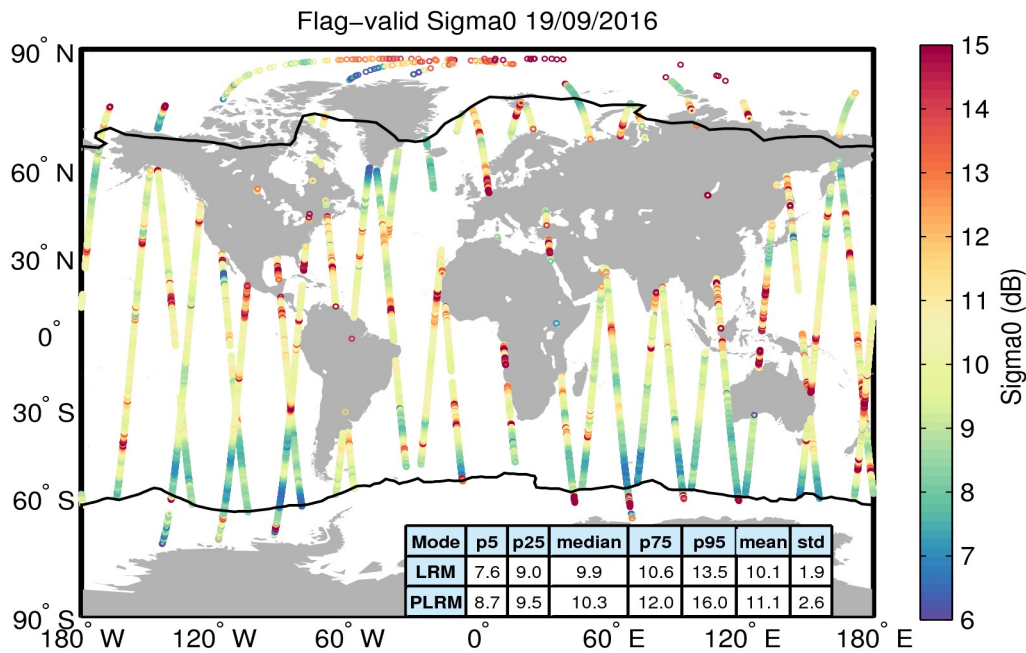 Flag−valid Sigma0 19/09/2016
90° N
60° N
30° N
0°
30° S
60° S
90° S
180° W
120° W
60° W
0°
60° E
120° E
180° E
15
14
13
12
11
10
9
8
7
6
Sigma0 (dB)
Mode p5 p25 median p75 p95 mean std
LRM 7.6 9.0 9.9 10.6 13.5 10.1 1.9
PLRM 8.7 9.5 10.3 12.0 16.0 11.1 2.6